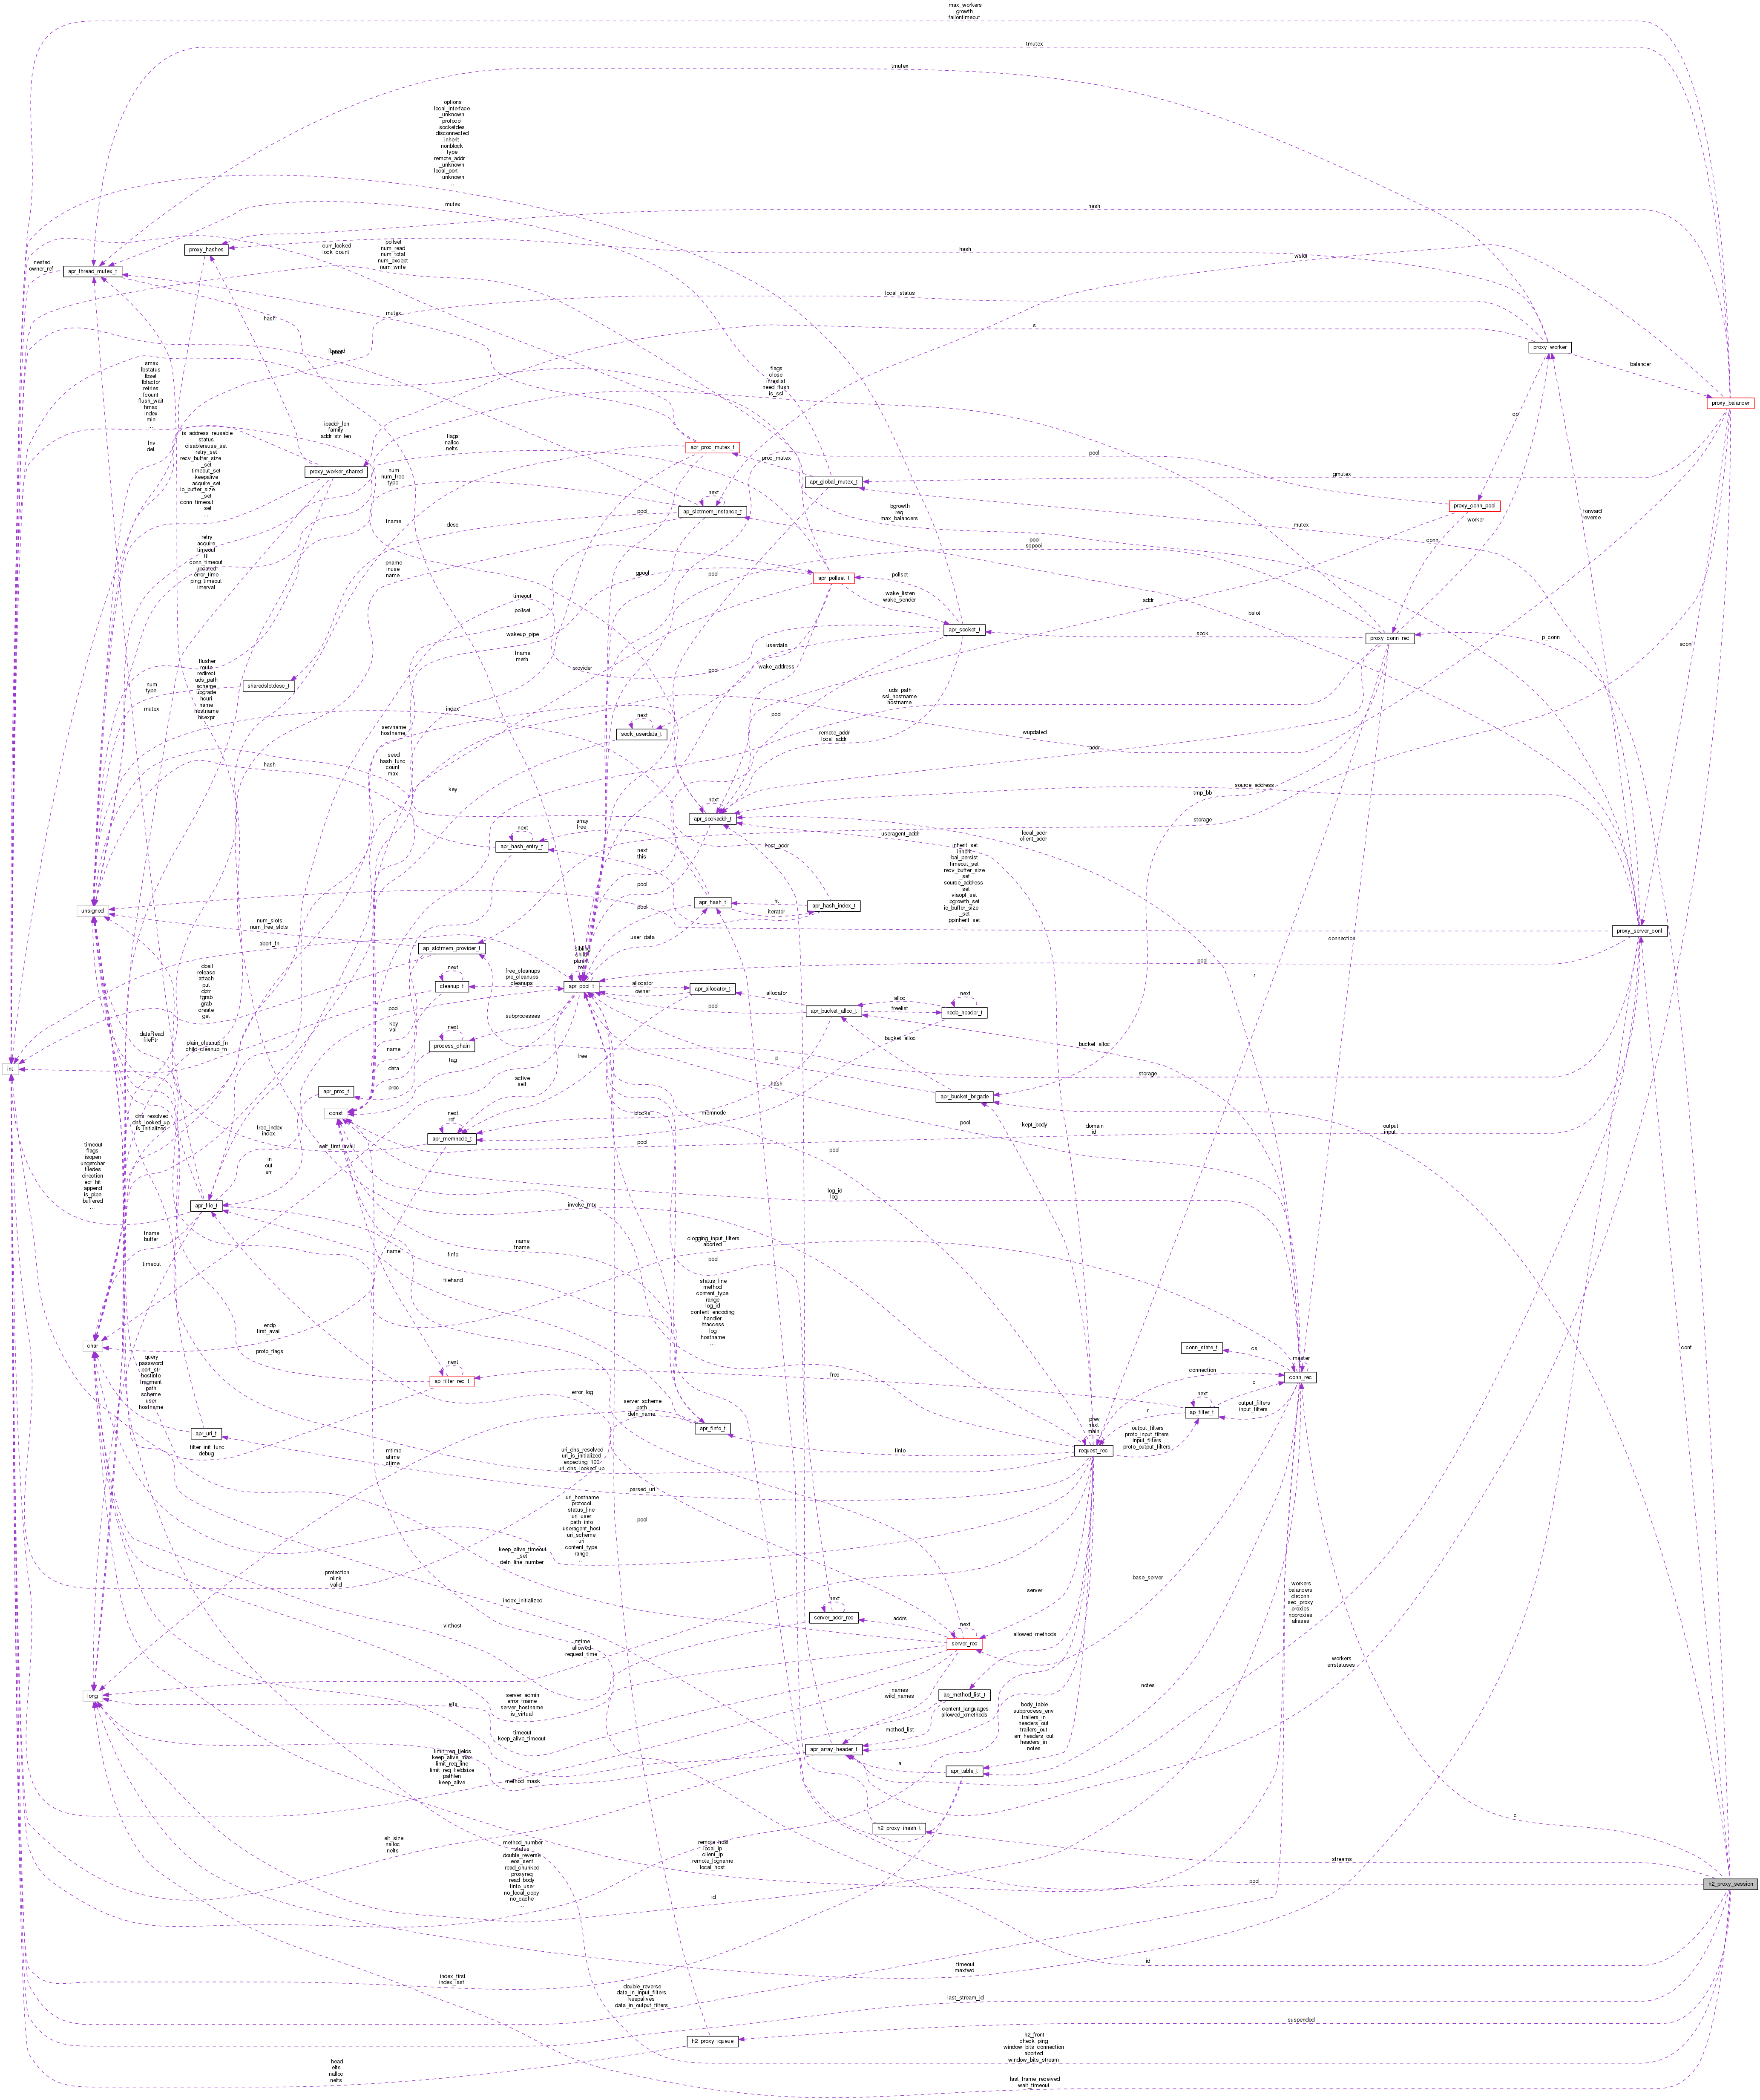 max_workers
growth
failontimeout
tmutex
tmutex
options
local_interface
_unknown
protocol
socketdes
disconnected
inherit
nonblock
type
remote_addr
_unknown
local_port
_unknown
...
mutex
hash
proxy_hashes
hash
wslot
nested
owner_ref
apr_thread_mutex_t
curr_locked
lock_count
pollset
num_read
num_total
num_except
num_write
local_status
hash
mutex
s
proxy_worker
balancer
proxy_balancer
smax
lbstatus
lbset
lbfactor
retries
fcount
flush_wait
hmax
index
min
flags
close
ifreslist
need_flush
is_ssl
cp
fnv
def
is_address_reusable
status
disablereuse_set
retry_set
recv_buffer_size
_set
timeout_set
keepalive
acquire_set
io_buffer_size
_set
conn_timeout
_set
...
ipaddr_len
family
addr_str_len
flags
nalloc
nelts
apr_proc_mutex_t
proc_mutex
pool
gmutex
proxy_worker_shared
num
num_free
type
next
ap_slotmem_instance_t
apr_global_mutex_t
proxy_conn_pool
bgrowth
req
max_balancers
worker
mutex
conn
forward
reverse
fname
desc
pool
retry
acquire
timeout
ttl
conn_timeout
updated
error_time
ping_timeout
interval
pname
inuse
name
gpool
pool
pool
scpool
apr_pollset_t
pollset
wake_listen
wake_sender
addr
bslot
timeout
pollset
wakeup_pipe
apr_socket_t
sock
proxy_conn_rec
p_conn
sconf
fname
meth
userdata
wake_address
provider
pool
flusher
route
redirect
uds_path
scheme
upgrade
hcuri
name
hostname
hcexpr
num
type
sharedslotdesc_t
mutex
index
pool
uds_path
ssl_hostname
hostname
next
sock_userdata_t
servname
hostname
remote_addr
local_addr
wupdated
addr
seed
hash_func
count
max
hash
key
source_address
tmp_bb
storage
next
apr_sockaddr_t
next
apr_hash_entry_t
array
free
useragent_addr
local_addr
client_addr
host_addr
next
this
inherit_set
inherit
bal_persist
timeout_set
recv_buffer_size
_set
source_address
_set
viaopt_set
bgrowth_set
io_buffer_size
_set
ppinherit_set
...
pool
unsigned
apr_hash_t
ht
iterator
apr_hash_index_t
pool
num_slots
num_free_slots
user_data
connection
proxy_server_conf
abort_fn
ap_slotmem_provider_t
pool
r
doall
release
attach
put
dptr
fgrab
grab
create
get
next
cleanup_t
free_cleanups
pre_cleanups
cleanups
apr_pool_t
allocator
owner
apr_allocator_t
allocator
apr_bucket_alloc_t
alloc
freelist
next
node_header_t
pool
pool
subprocesses
key
val
dataRead
filePtr
plain_cleanup_fn
child_cleanup_fn
next
process_chain
name
tag
free
bucket_alloc
bucket_alloc
p
data
int
proc
apr_proc_t
active
self
hash
storage
apr_bucket_brigade
const
dns_resolved
dns_looked_up
is_initialized
free_index
index
next
ref
apr_memnode_t
blocks
memnode
kept_body
pool
domain
id
output
input
self_first_avail
pool
pool
timeout
flags
isopen
ungetchar
filedes
direction
eof_hit
append
is_pipe
buffered
...
in
out
err
log_id
log
apr_file_t
invoke_mtx
fname
buffer
name
finfo
name
fname
clogging_input_filters
aborted
timeout
filehand
pool
status_line
method
content_type
range
log_id
content_encoding
handler
htaccess
log
hostname
...
endp
first_avail
char
proto_flags
query
password
port_str
hostinfo
fragment
path
scheme
user
hostname
...
next
ap_filter_rec_t
frec
conn_state_t
cs
master
conn_rec
conf
connection
c
next
ap_filter_t
output_filters
input_filters
error_log
server_scheme
path
defn_name
apr_finfo_t
r
prev
next
main
request_rec
output_filters
proto_input_filters
input_filters
proto_output_filters
apr_uri_t
filter_init_func
debug
mtime
atime
ctime
finfo
uri_dns_resolved
uri_is_initialized
expecting_100
uri_dns_looked_up
parsed_uri
uri_hostname
protocol
status_line
uri_user
path_info
useragent_host
uri_scheme
uri
content_type
range
...
pool
keep_alive_timeout
_set
defn_line_number
protection
nlink
valid
index_initialized
base_server
server
workers
balancers
dirconn
sec_proxy
proxies
noproxies
aliases
next
server_addr_rec
addrs
next
server_rec
virthost
allowed_methods
mtime
allowed
request_time
workers
errstatuses
notes
long
elts
server_admin
error_fname
server_hostname
is_virtual
names
wild_names
ap_method_list_t
content_languages
allowed_xmethods
body_table
subprocess_env
trailers_in
headers_out
trailers_out
err_headers_out
headers_in
notes
timeout
keep_alive_timeout
method_list
apr_array_header_t
limit_req_fields
keep_alive_max
limit_req_line
limit_req_fieldsize
pathlen
keep_alive
method_mask
a
apr_table_t
h2_proxy_ihash_t
c
elt_size
nalloc
nelts
method_number
status
double_reverse
eos_sent
read_chunked
proxyreq
read_body
finfo_user
no_local_copy
no_cache
...
remote_host
local_ip
client_ip
remote_logname
local_host
streams
pool
h2_proxy_session
id
index_first
index_last
timeout
maxfwd
id
double_reverse
data_in_input_filters
keepalives
data_in_output_filters
last_stream_id
suspended
h2_proxy_iqueue
h2_front
check_ping
window_bits_connection
aborted
window_bits_stream
head
elts
nalloc
nelts
last_frame_received
wait_timeout